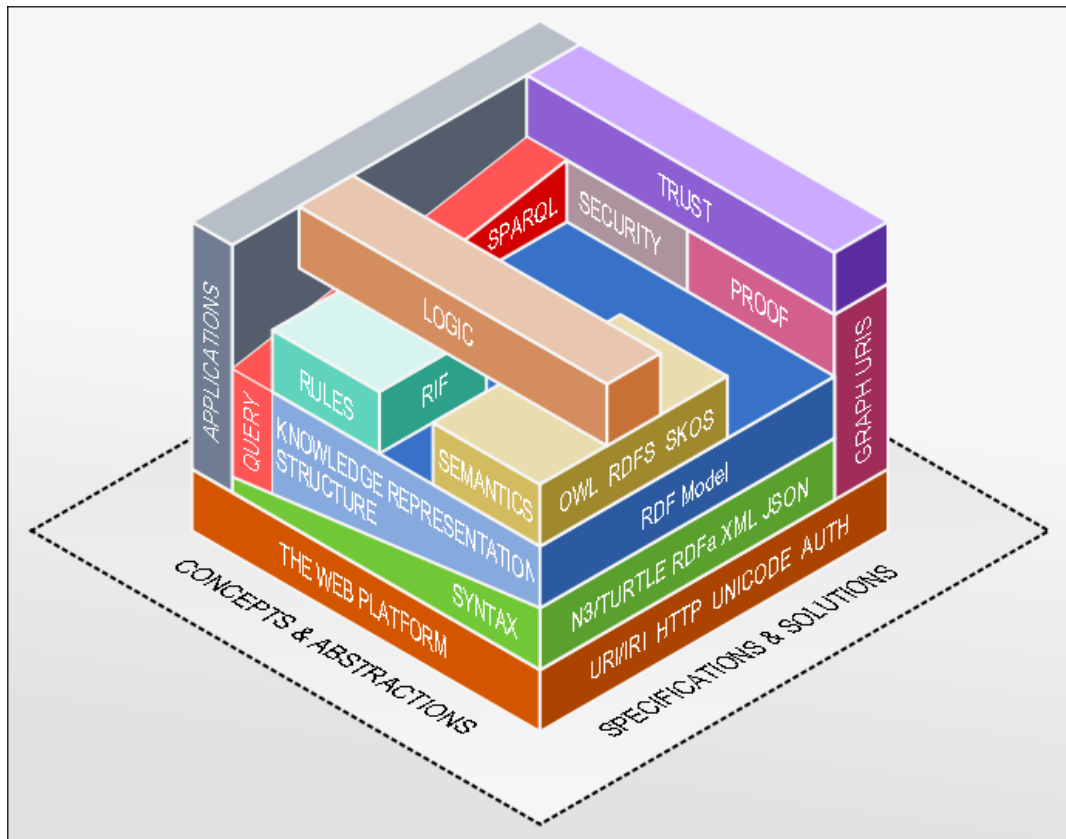 TRUST
SECURITY
SPARQL
PROOF
LOGIC
APPLICATIONS
GRAPH URIS
RULES
RIF
QUERY
KNOWLEDGE REPRESENTATION
STRUCTURE
SEMANTICS
OWL RDFS SKOS
RDF Model
SYNTAX
N3/TURTLE RDFa XML JSON
THE WEB PLATFORM
URI/IRI HTTP UNICODE AUTH
CONCEPTS & ABSTRACTIONS
SPECIFICATIONS & SOLUTIONS